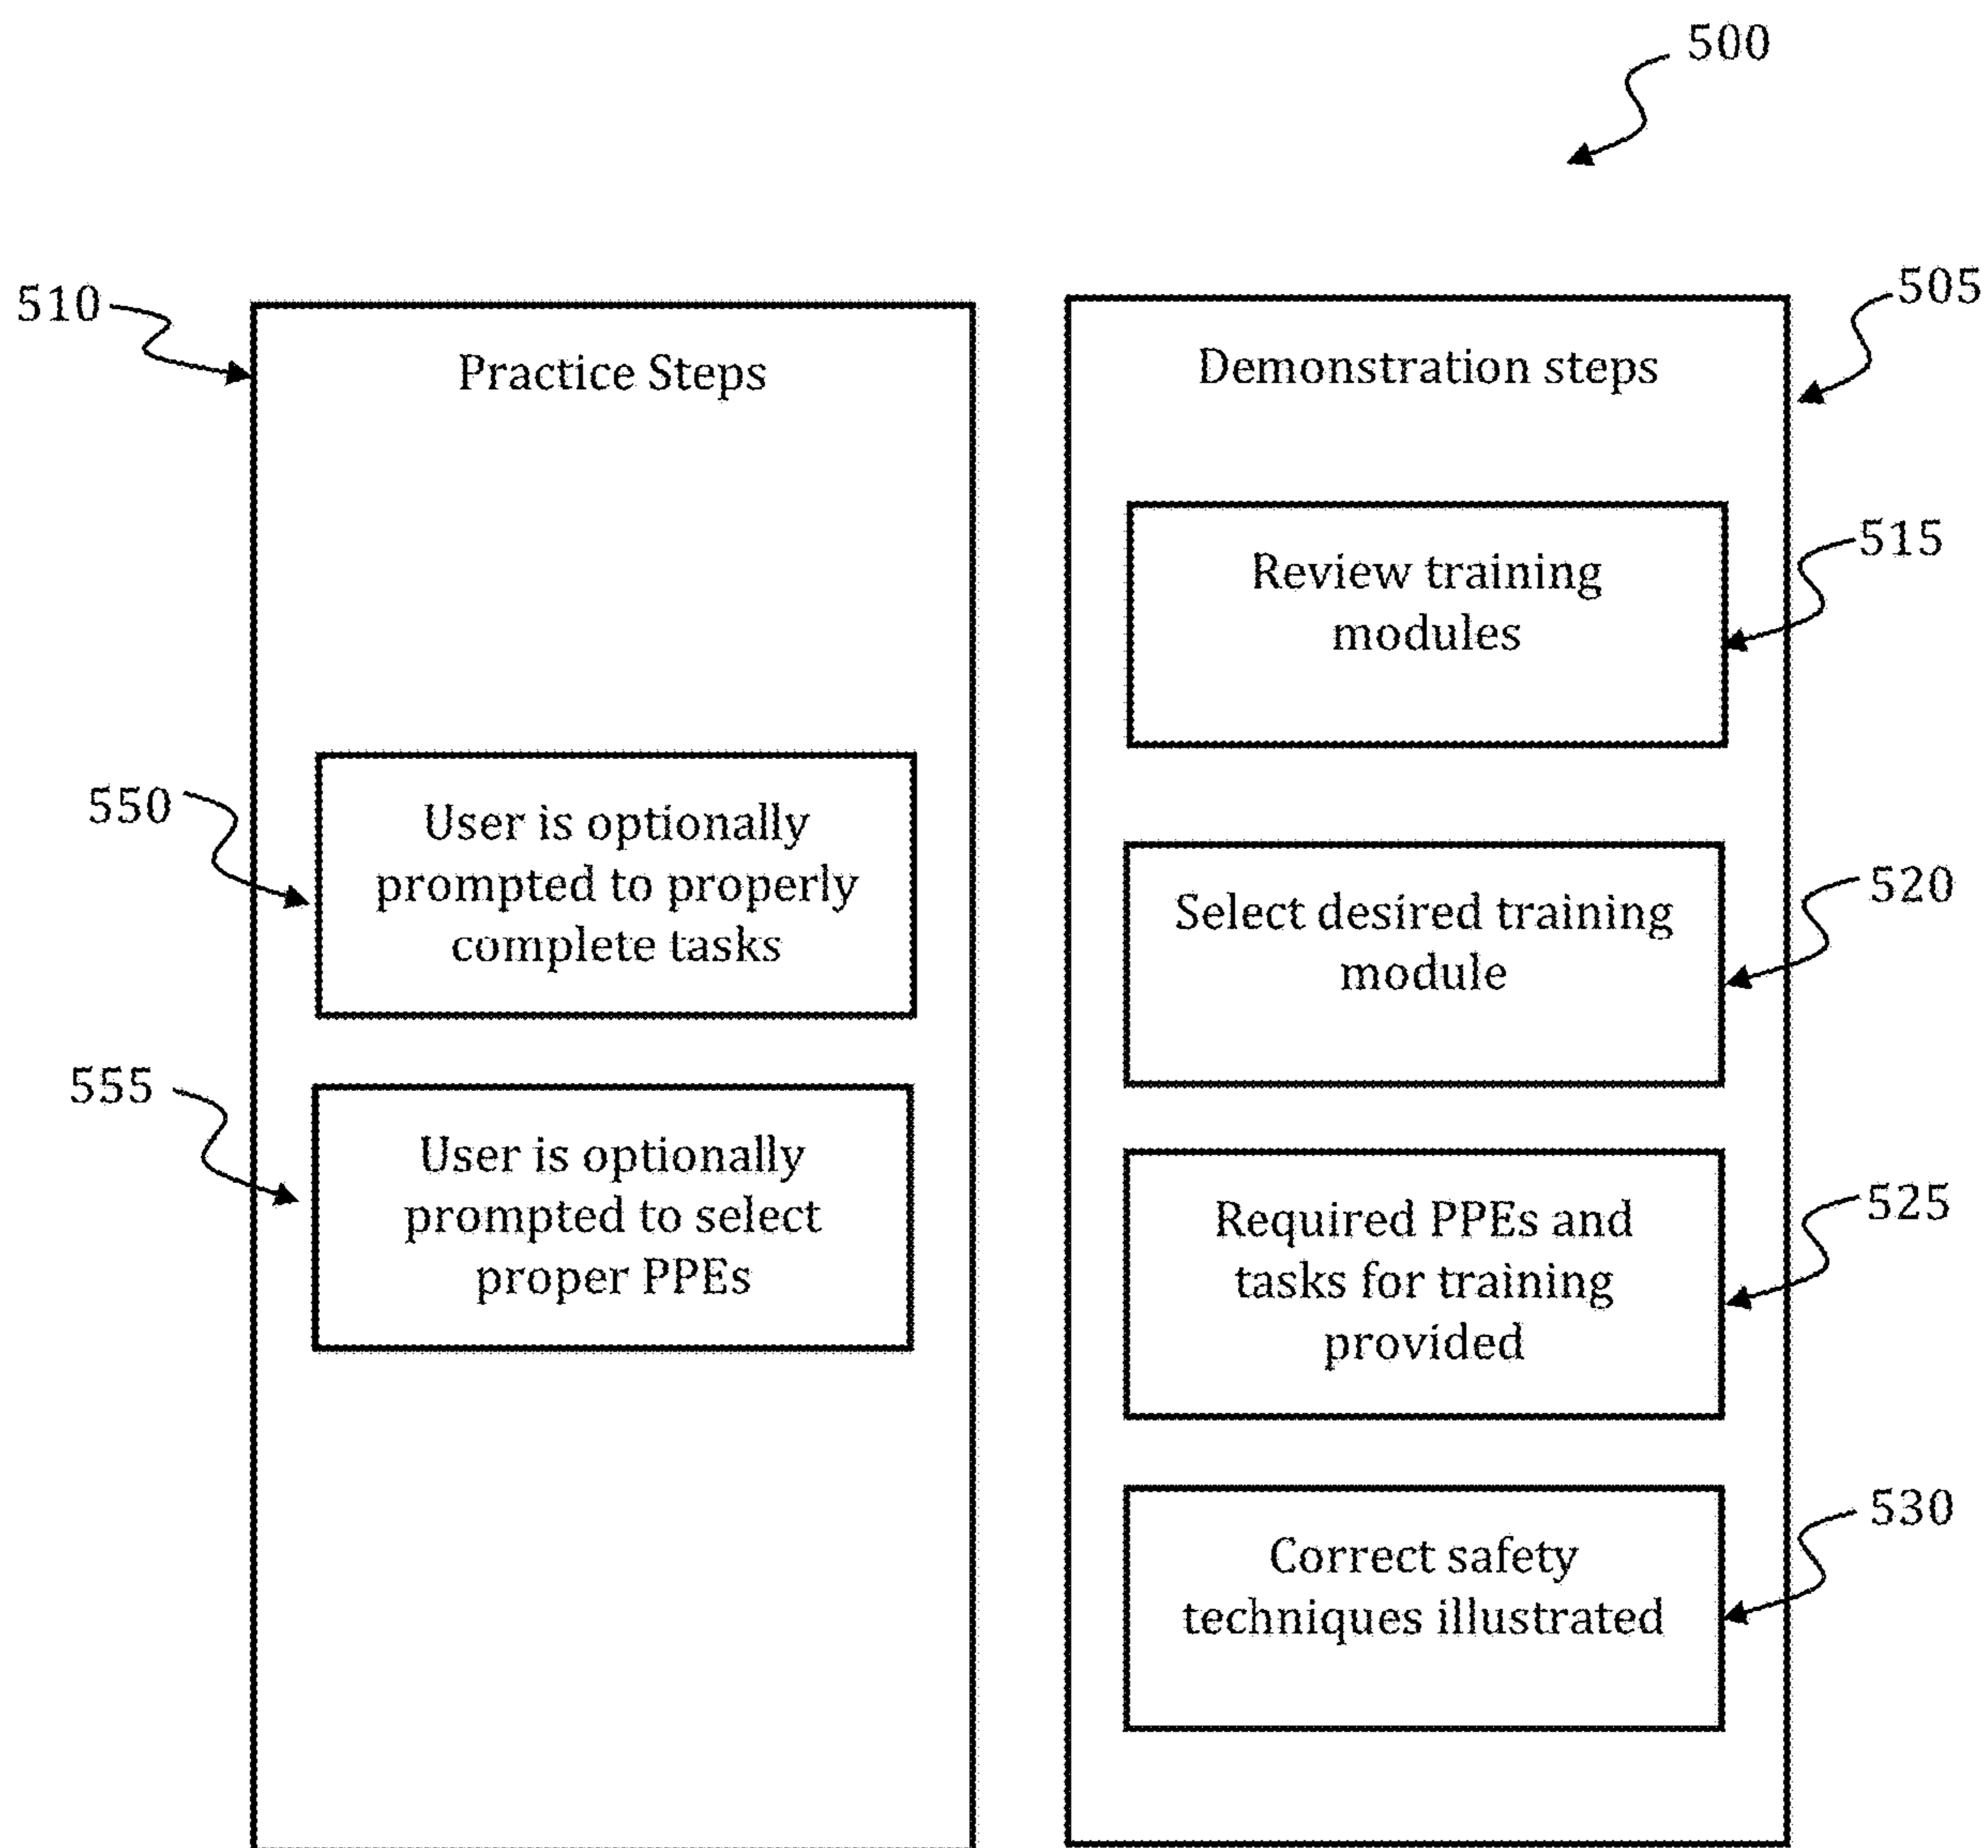 500
510
Practice Steps
550
User is optionally
prompted to properly
complete tasks
555
User is optionally
prompted to select
proper PPEs
505
Demonstration steps
515
Review training
modules
520
Select desired training
module
525
Required PPEs and
tasks for training
provided
530
Correct safety
techniques illustrated